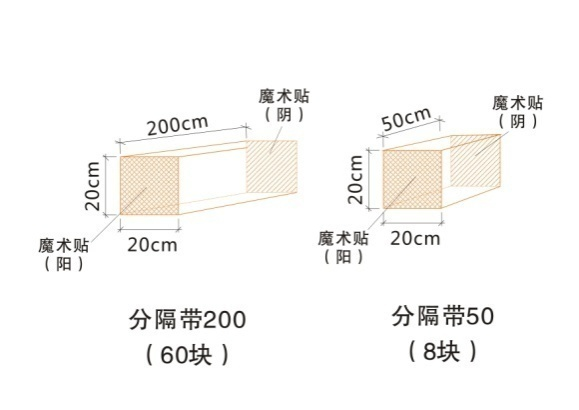 200cm
魔术贴
（阴）
20cm
20cm
魔术贴
（阳）
分隔带200
（60块）
50cm
魔术贴
（阴）
20cm
20cm
魔术贴
（阳）
分隔带50
（8块）